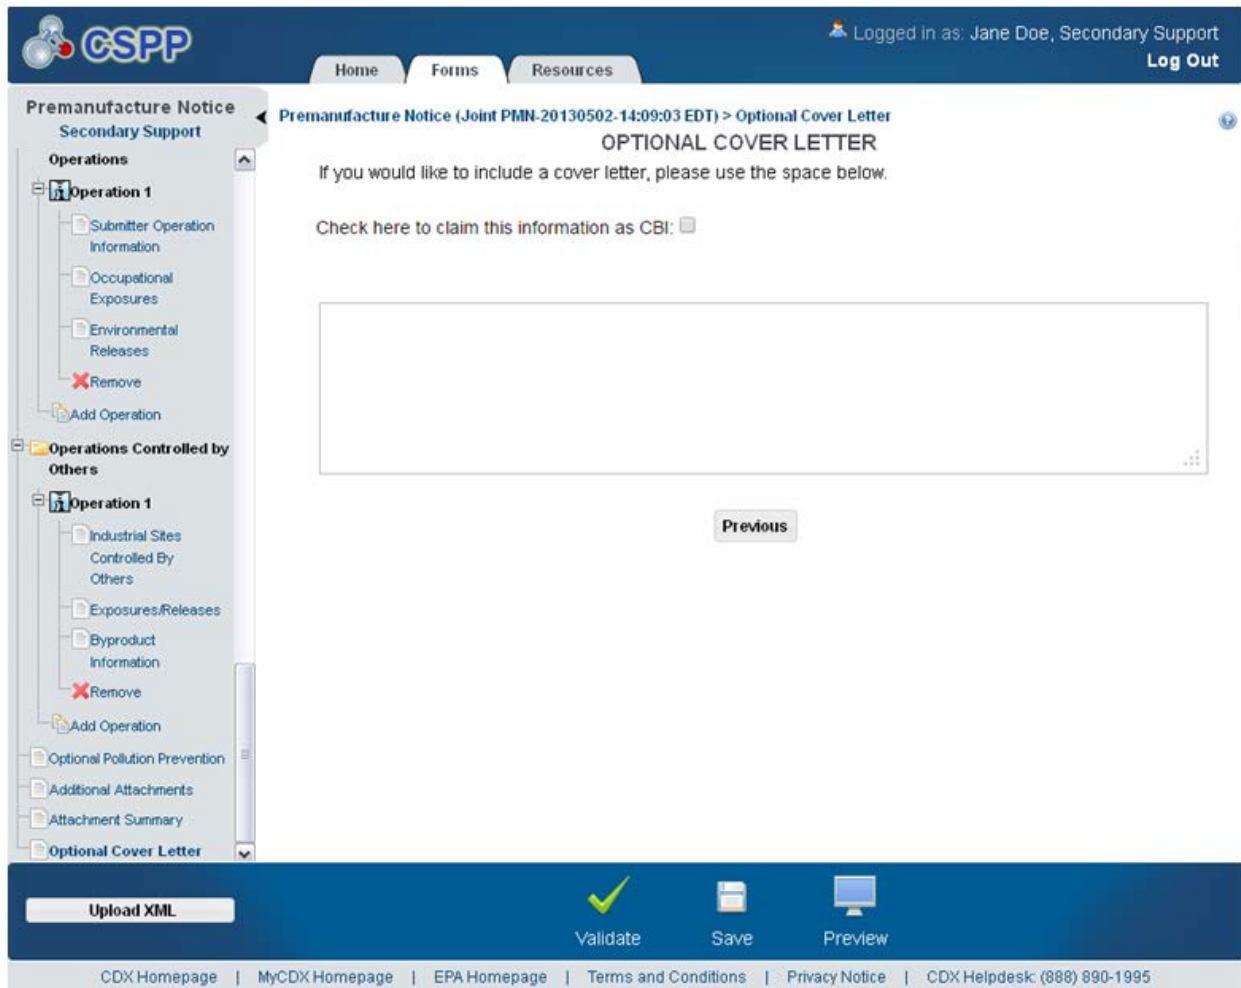 CSPP
Logged in as: Jane Doe, Secondary Support
Log Out
Home
Forms
Resources
Premanufacture Notice
Secondary Support
Operations
Operation 1
Submitter Operation
Information
Occupational
Exposures
Environmental
Releases
Remove
Add Operation
Operations Controlled by
Others
Operation 1
Industrial Sites
Controlled By
Others
Exposures/Releases
Byproduct
Information
Remove
Add Operation
Optional Pollution Prevention
Additional Attachments
Attachment Summary
Optional Cover Letter
Premanufacture Notice (Joint PMN-20130502-14:09:03 EDT) > Optional Cover Letter
OPTIONAL COVER LETTER
If you would like to include a cover letter, please use the space below.
Check here to claim this information as CBI:
Previous
Upload XML
Validate
Save
Preview
CDX Homepage | MyCDX Homepage | EPA Homepage | Terms and Conditions | Privacy Notice | CDX Helpdesk: (888) 890-1995